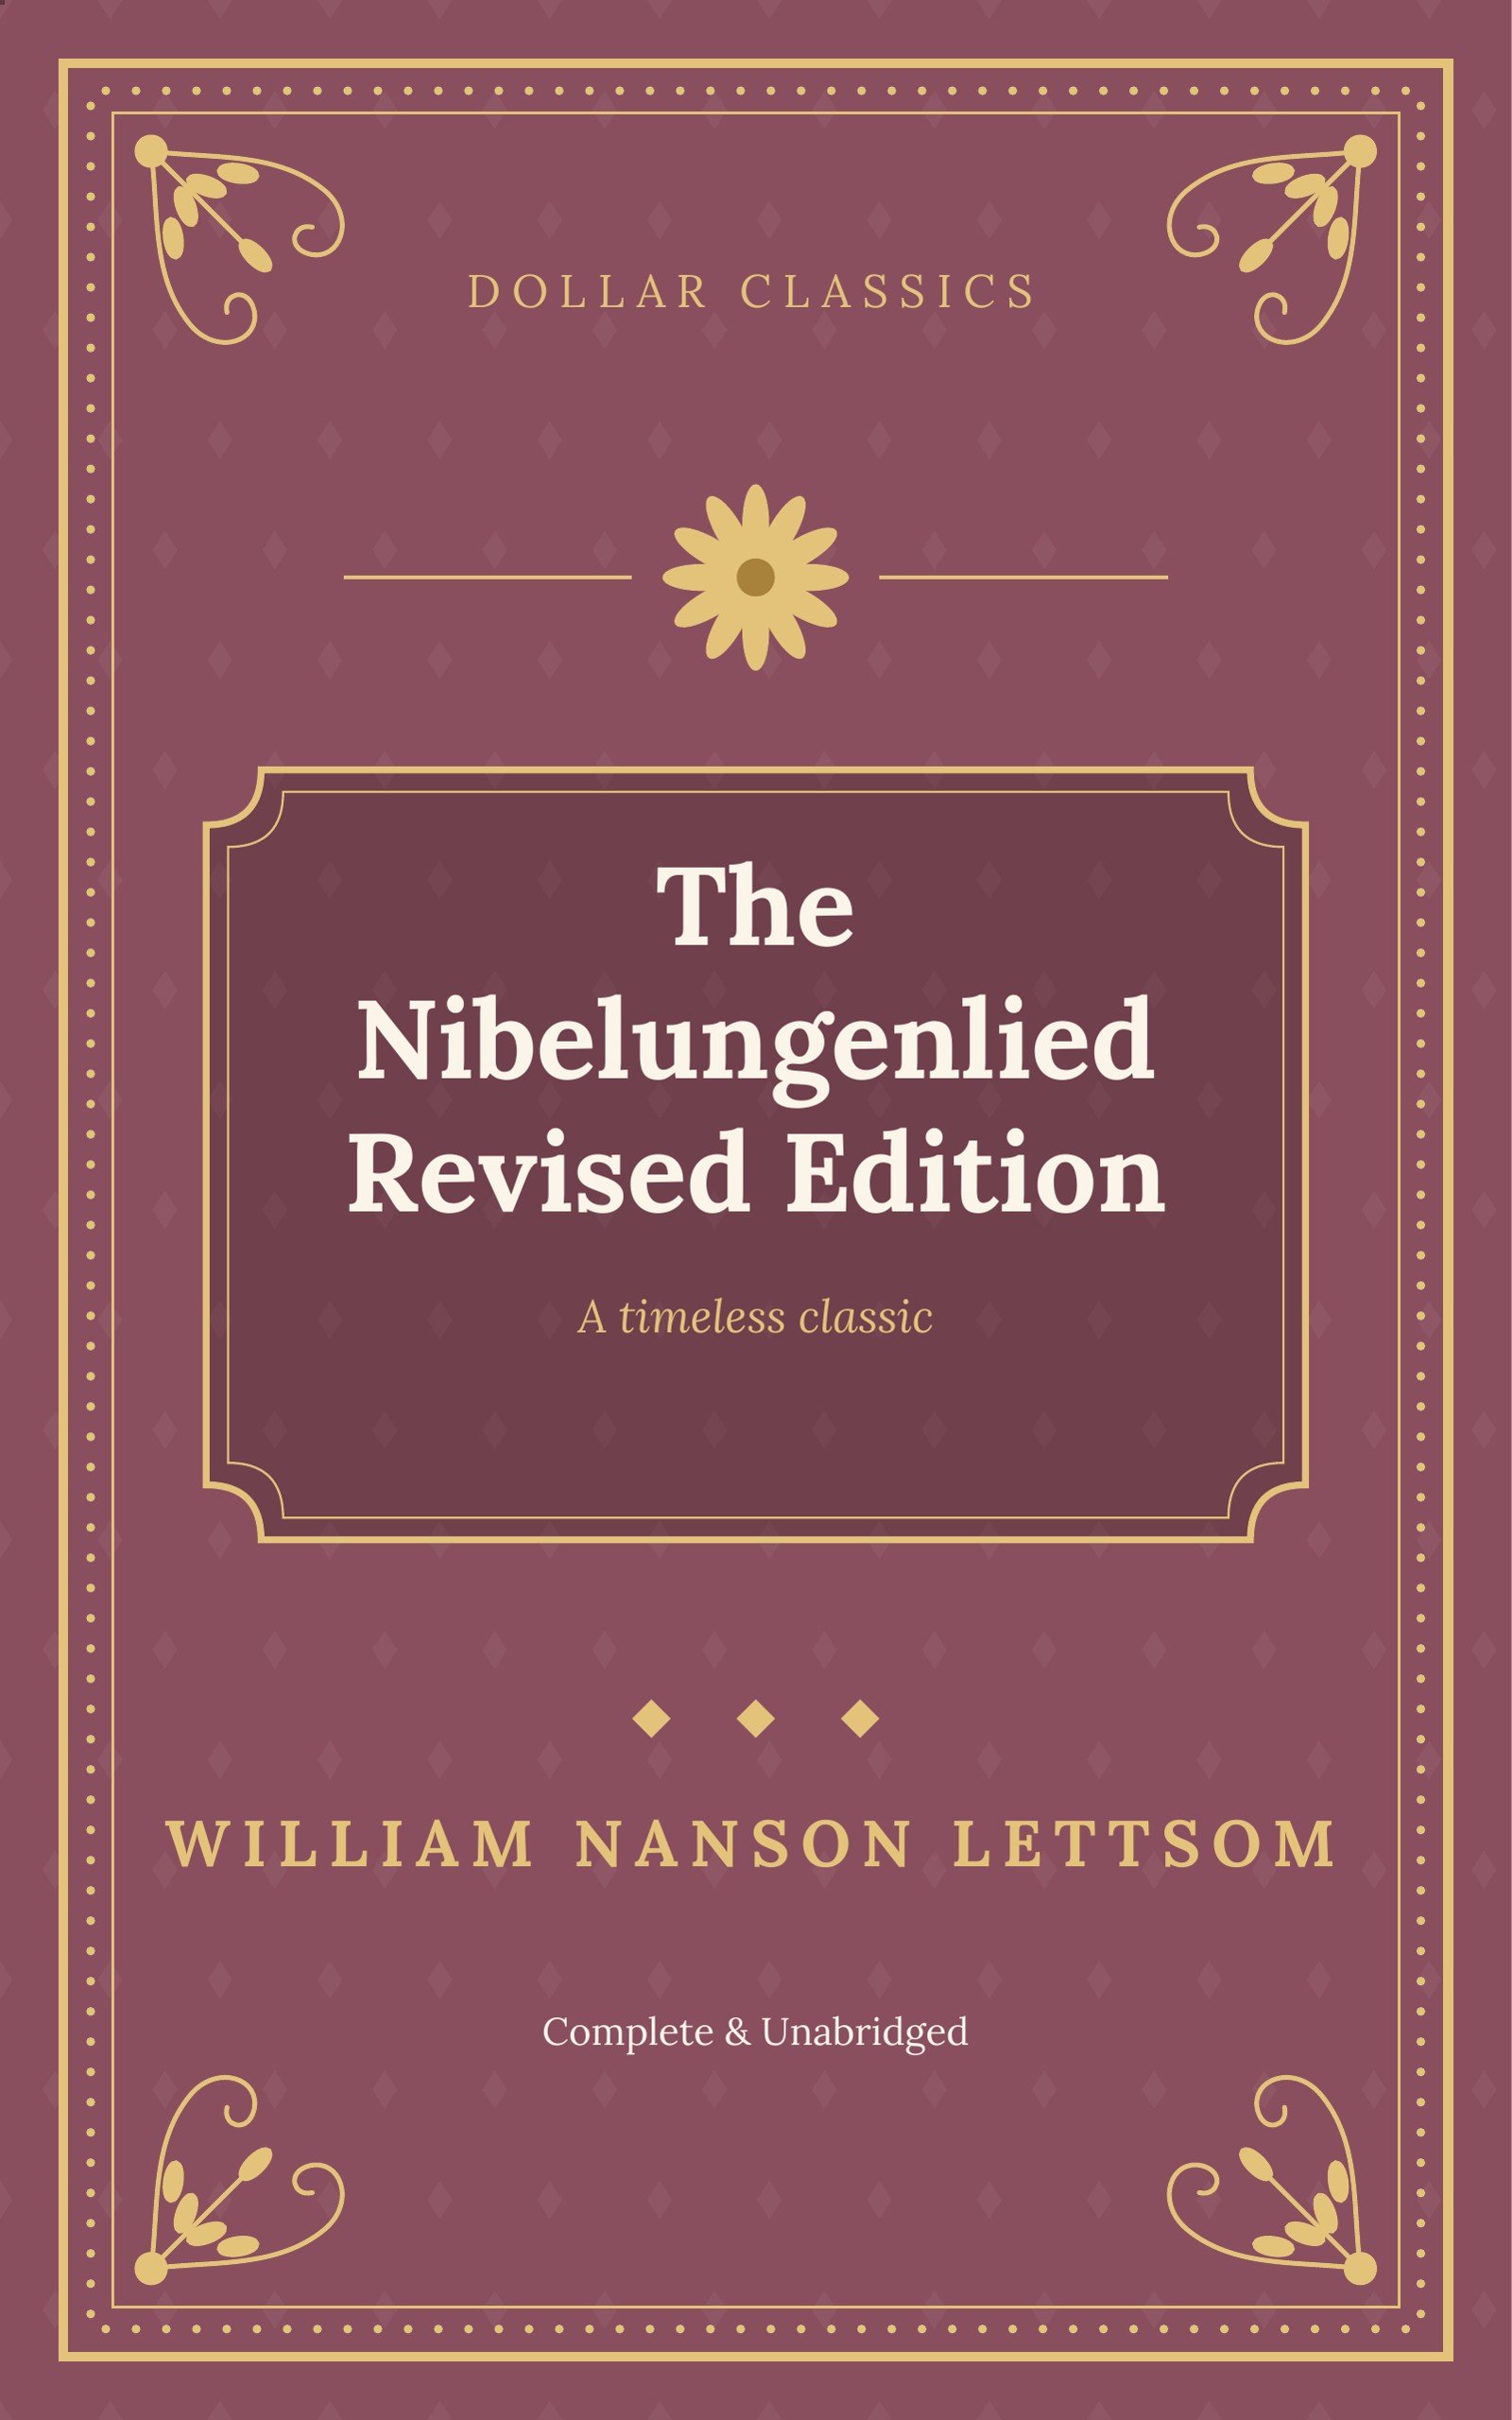 DOLLAR CLASSICS
The
Nibelungenlied
Revised Edition
A timeless classic
WILLIAM NANSON LETTSOM
Complete & Unabridged